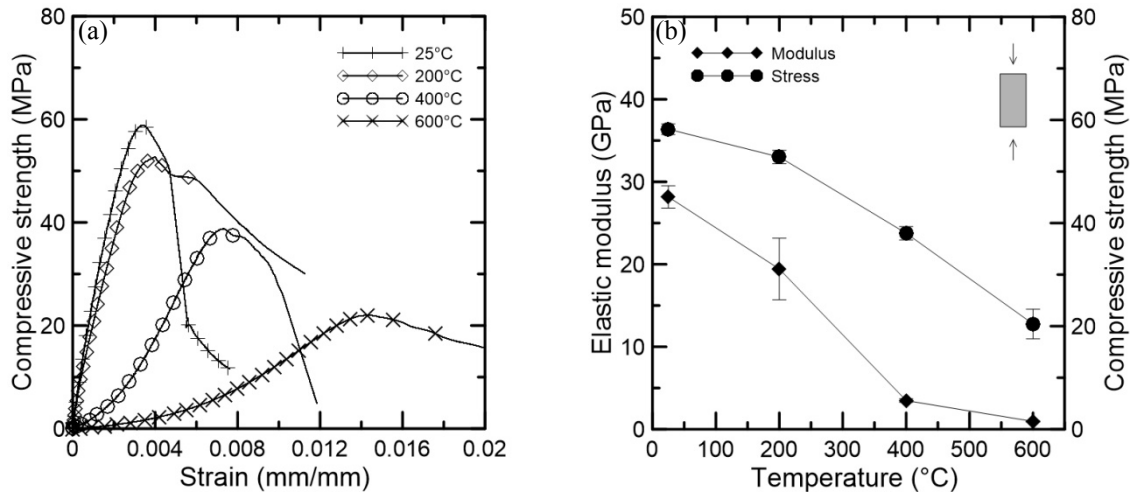 (a)
Compressive strength (MPa)
80
60
40
20
0
25°C
200°C
400°C
600°C
0 0.004 0.008 0.012 0.016 0.02
Strain (mm/mm)
(b)
Elastic modulus (GPa)
50
40
30
20
10
0
Modulus
Stress
0 100 200 300 400 500 600
Temperature (°C)
80
60
40
20
0
Compressive strength (MPa)